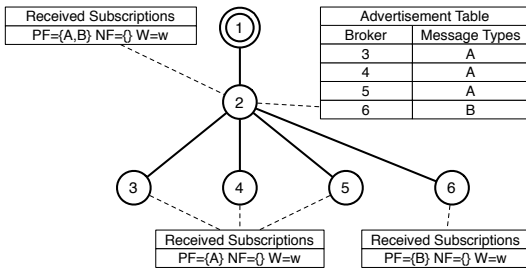 Received Subscriptions
PF={A,B} NF={} W=w
1
Advertisement Table
Broker Message Types
3 A
4 A
5 A
6 B
2
3
4
5
6
Received Subscriptions
PF={A} NF={} W=w
Received Subscriptions
PF={B} NF={} W=w